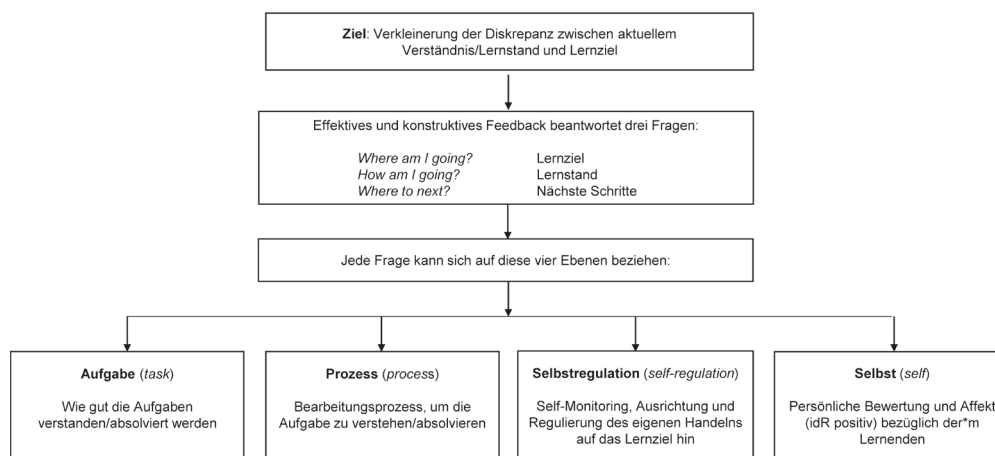 Ziel: Verkleinerung der Diskrepanz zwischen aktuellem
Verständnis/Lernstand und Lernziel
Effektives und konstruktives Feedback beantwortet drei Fragen:
Where am I going? Lernziel
How am I going? Lernstand
Where to next? Nächste Schritte
Jede Frage kann sich auf diese vier Ebenen beziehen:
Aufgabe (task)
Wie gut die Aufgaben
verstanden/absolviert werden
Prozess (process)
Bearbeitungsprozess, um die
Aufgabe zu verstehen/absolvieren
Selbstregulation (self-regulation)
Self-Monitoring, Ausrichtung und
Regulierung des eigenen Handelns
auf das Lernziel hin
Selbst (self)
Persönliche Bewertung und Affekt
(idR positiv) bezüglich der*m
Lernenden